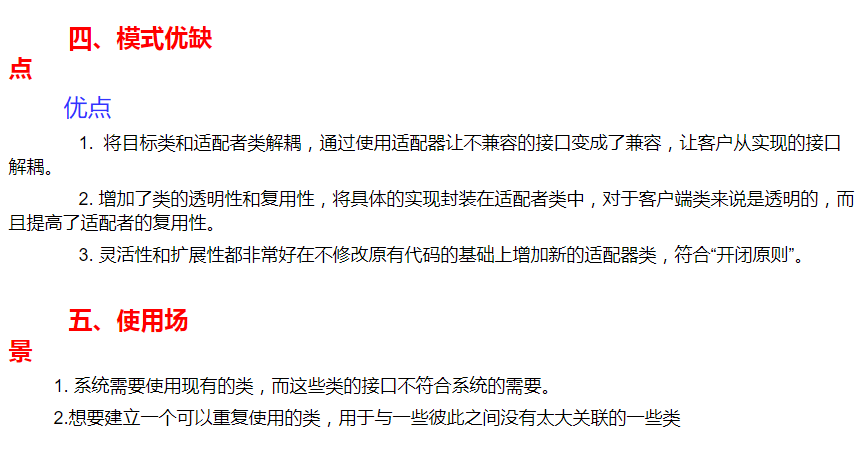 四、模式优缺
点
优点
1. 将目标类和适配者类解耦，通过使用适配器让不兼容的接口变成了兼容，让客户从实现的接口
解耦。
2. 增加了类的透明性和复用性，将具体的实现封装在适配者类中，对于客户端类来说是透明的，而
且提高了适配者的复用性。
3. 灵活性和扩展性都非常好在不修改原有代码的基础上增加新的适配器类，符合“开闭原则”。
五、使用场
景
1. 系统需要使用现有的类，而这些类的接口不符合系统的需要。
2.想要建立一个可以重复使用的类，用于与一些彼此之间没有太大关联的一些类